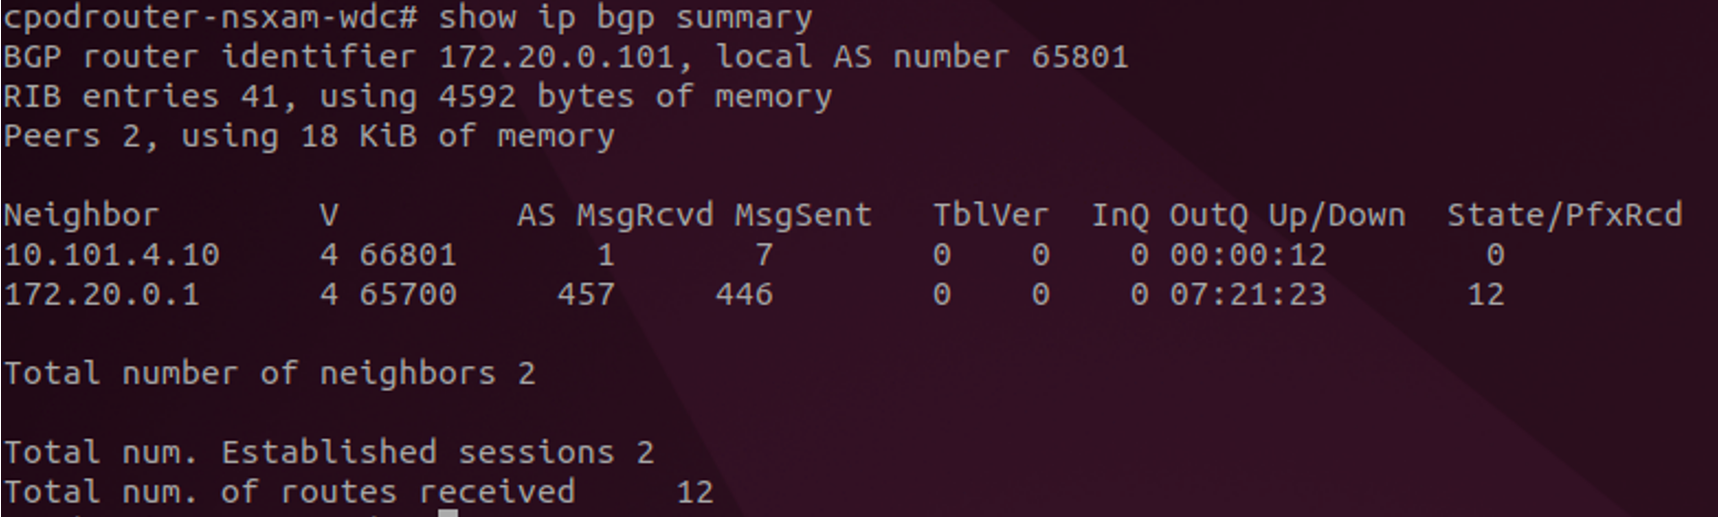 cpodrouter-nsxam-wdc# show ip bgp summary
BGP router identifier 172.20.0.101, local AS number 65801
RIB entries 41, using 4592 bytes of memory
Peers 2, using 18 KiB of memory
Neighbor V AS MsgRcvd MsgSent TblVer InQ OutQ Up/Down State/PfxRcd
10.101.4.10 4 66801 1 7 0 0 0 00:00:12 0
172.20.0.1 4 65700 457 446 0 0 0 07:21:23 12
Total number of neighbors 2
Total num. Established sessions 2
Total num. of routes received 12